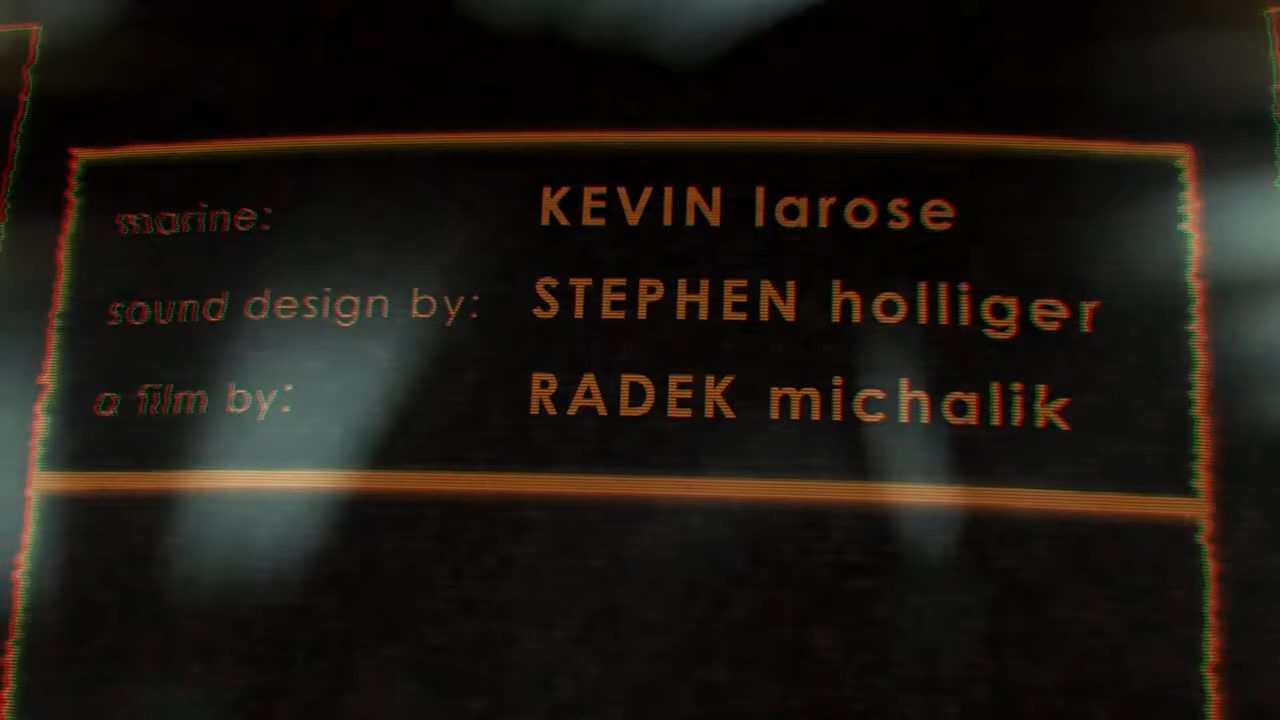 marine: KEVIN larose
sound design by: STEPHEN holliger
a film by: RADEK michalik